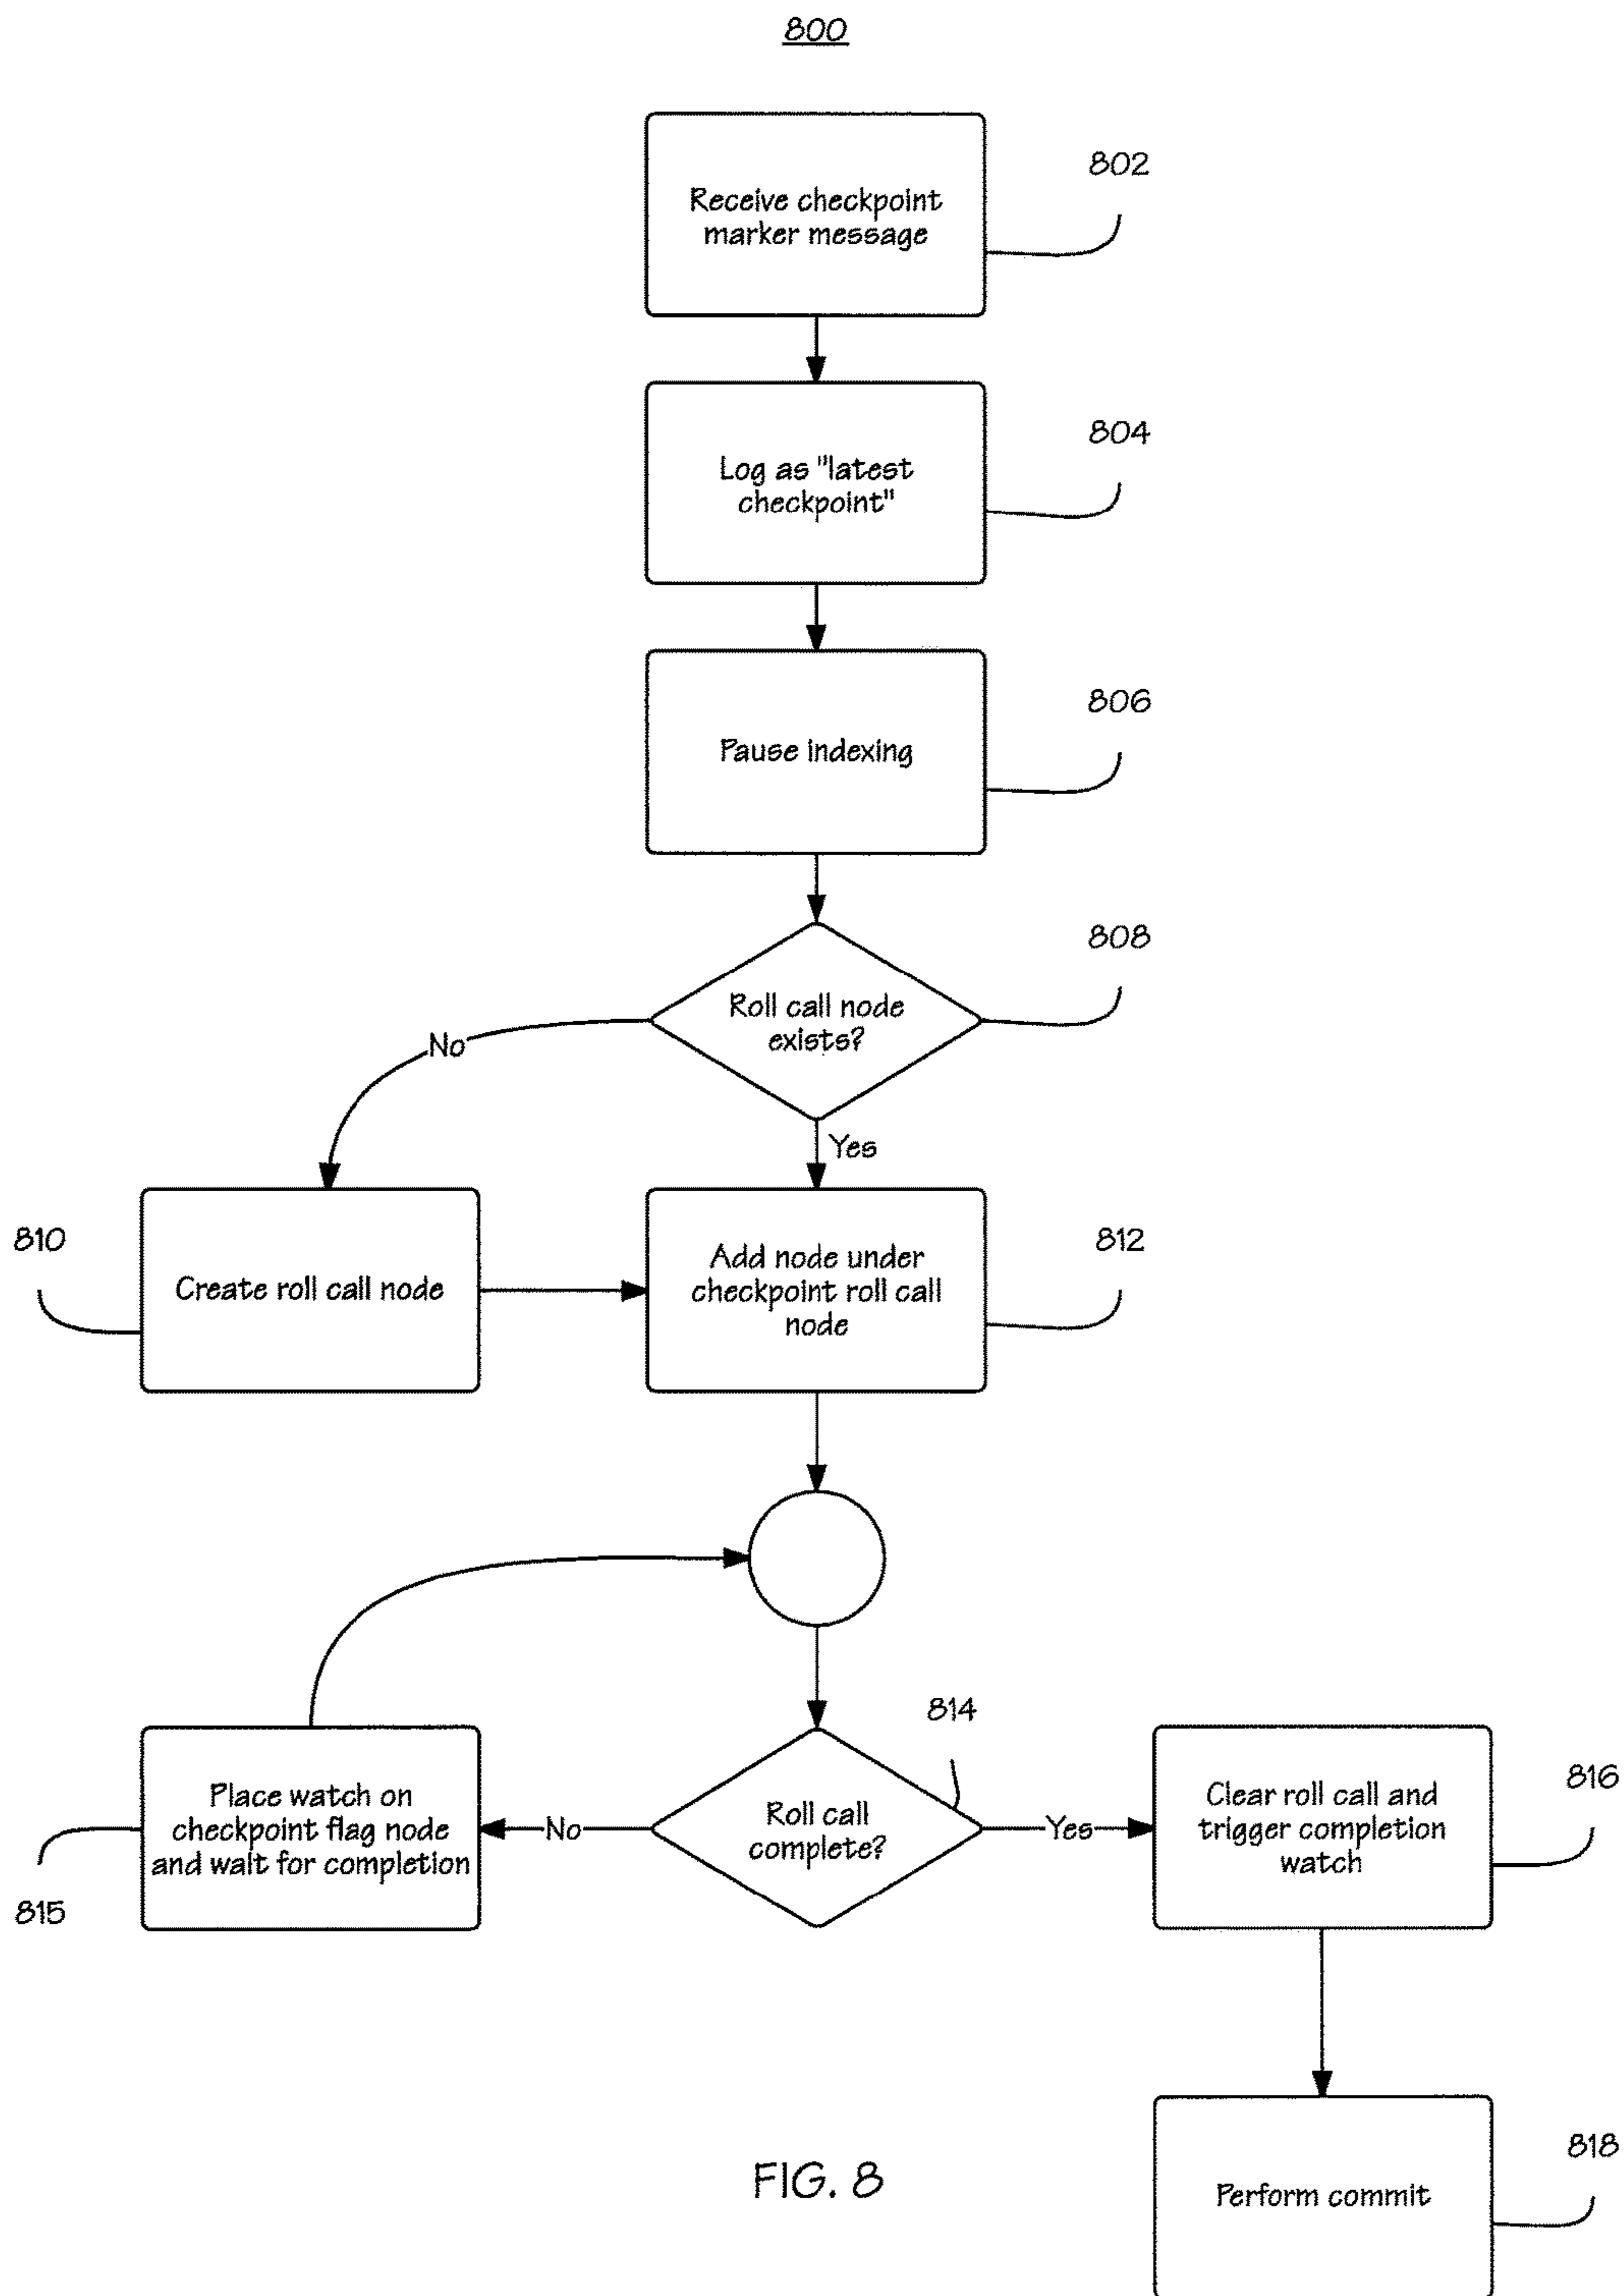 800
Receive checkpoint
marker message
802
Log as "latest
checkpoint"
804
Pause indexing
806
Roll call node
exists?
808
No
Yes
810
Create roll call node
Add node under
checkpoint roll call
node
812
814
Place watch on
checkpoint flag node
and wait for completion
815
No
Roll call
complete?
Yes
Clear roll call and
trigger completion
watch
816
FIG. 8
Perform commit
818